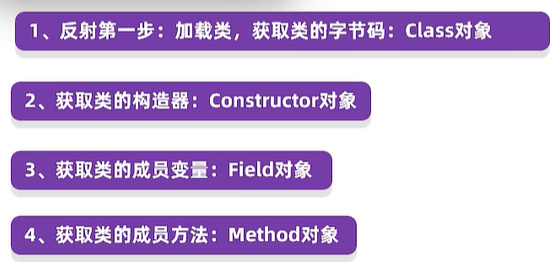 1、反射第一步：加载类，获取类的字节码：Class对象
2、获取类的构造器：Constructor对象
3、获取类的成员变量：Field对象
4、获取类的成员方法：Method对象